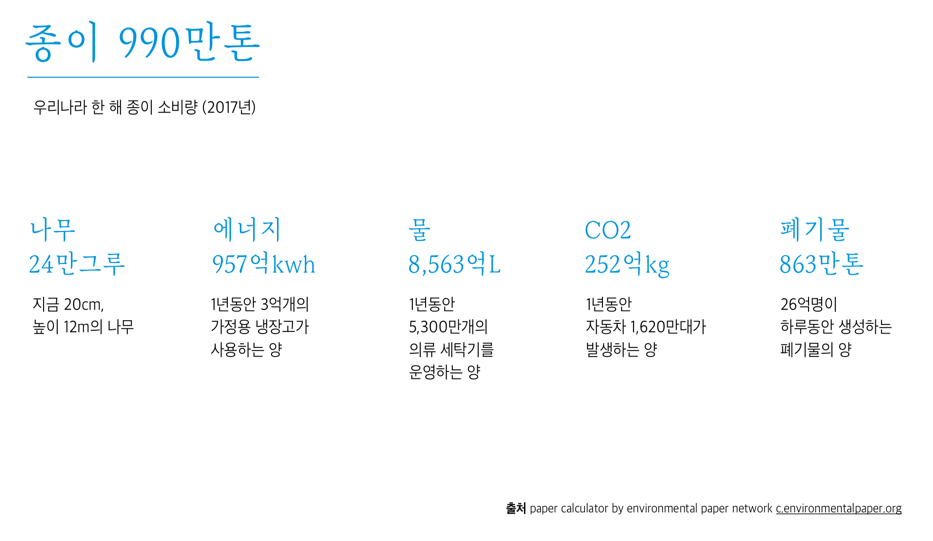 종이 990만톤
우리나라 한 해 종이 소비량 (2017년)
나무
24만그루
지금 20cm,
높이 12m의 나무
에너지
957억kwh
1년동안 3억개의
가정용 냉장고가
사용하는 양
물
8,563억L
1년동안
5,300만개의
의류 세탁기를
운영하는 양
CO2
252억kg
1년동안
자동차 1,620만대가
발생하는 양
폐기물
863만톤
26억명이
하루동안 생성하는
폐기물의 양
출처 paper calculator by environmental paper network c.environmentalpaper.org